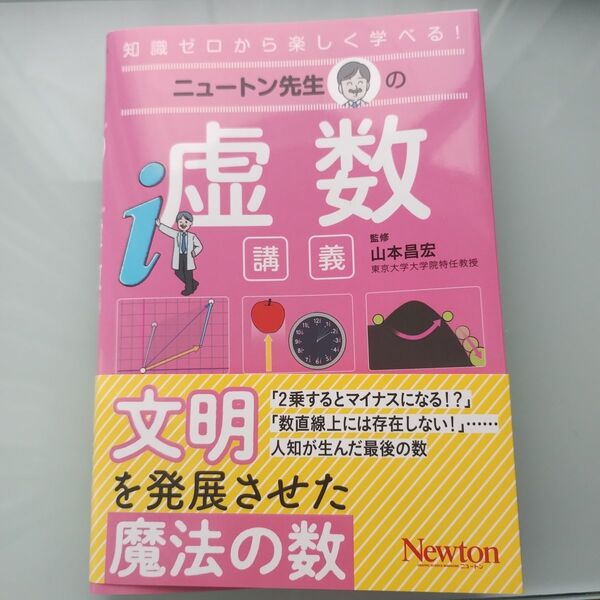 知識ゼロから楽しく学べる!
ニュートン先生の
i
虚数
講義
監修
山本昌宏
東京大学大学院特任教授
文明
を発展させた
魔法の数
「2乗するとマイナスになる!?」
「数直線上には存在しない!」……
人知が生んだ最後の数
Newton
ニュートン